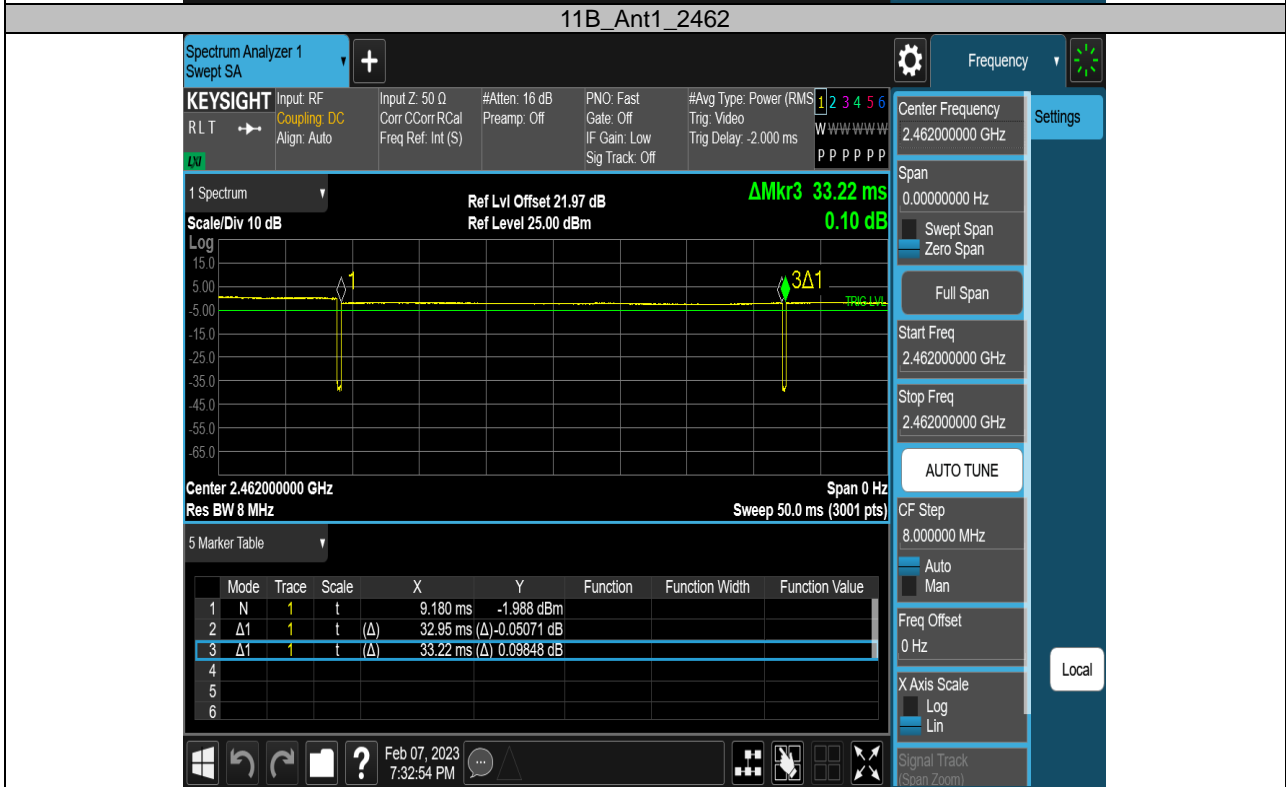 11B_Ant1_2462
Spectrum Analyzer 1
Swept SA
+
Frequency
KEYSIGHT Input: RF Input Z: 50 Ω #Atten: 16 dB PNO: Fast #Avg Type: Power (RMS 1 2 3 4 5 6
RLT Coupling: DC Corr CCorr RCal Preamp: Off Gate: Off Trig: Video W W W W W W
Align: Auto Freq Ref: Int (S) IF Gain: Low Trig Delay: -2.000 ms
LXI Sig Track: Off P P P P P P
1 Spectrum
Ref Lvl Offset 21.97 dB
ΔMkr3 33.22 ms
Scale/Div 10 dB
Ref Level 25.00 dBm
0.10 dB
Log
15.0
5.00
-5.00
-15.0
-25.0
-35.0
-45.0
-55.0
-65.0
1
3Δ1
TRIG LVL
Center 2.462000000 GHz
Span 0 Hz
Res BW 8 MHz
Sweep 50.0 ms (3001 pts)
5 Marker Table
Mode Trace Scale X Y Function Function Width Function Value
1 N 1 t 9.180 ms -1.988 dBm
2 Δ1 1 t (Δ) 32.95 ms (Δ) -0.05071 dB
3 Δ1 1 t (Δ) 33.22 ms (Δ) 0.09848 dB
4
5
6
Center Frequency
2.462000000 GHz
Settings
Span
0.00000000 Hz
Swept Span
Zero Span
Full Span
Start Freq
2.462000000 GHz
Stop Freq
2.462000000 GHz
AUTO TUNE
CF Step
8.000000 MHz
Auto
Man
Freq Offset
0 Hz
Local
X Axis Scale
Log
Lin
Signal Track
(Span Zoom)
?
Feb 07, 2023
7:32:54 PM